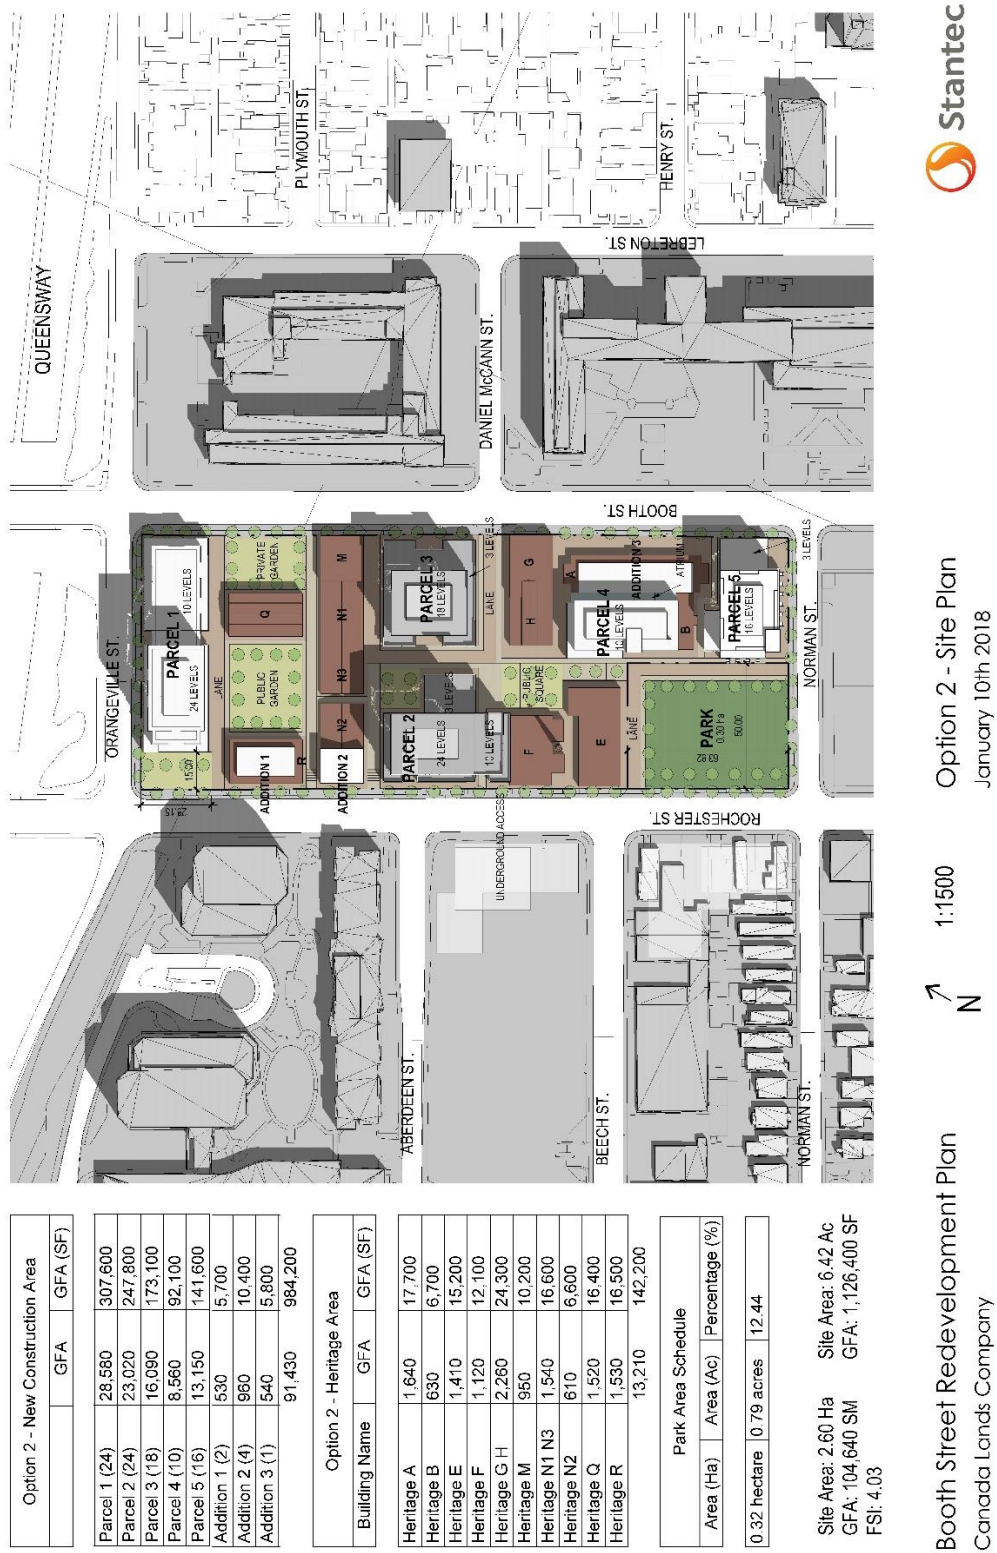 Option 2 - New Construction Area
GFA GFA (SF)
Parcel 1 (24) 28,580 307,600
Parcel 2 (24) 23,020 247,800
Parcel 3 (18) 16,090 173,100
Parcel 4 (10) 8,560 92,100
Parcel 5 (16) 13,150 141,600
Addition 1 (2) 530 5,700
Addition 2 (4) 960 10,400
Addition 3 (1) 540 5,800
91,430 984,200
Option 2 - Heritage Area
Building Name GFA GFA (SF)
Heritage A 1,640 17,700
Heritage B 630 6,700
Heritage E 1,410 15,200
Heritage F 1,120 12,100
Heritage G H 2,260 24,300
Heritage M 950 10,200
Heritage N1 N3 1,540 16,600
Heritage N2 610 6,600
Heritage Q 1,520 16,400
Heritage R 1,530 16,500
13,210 142,200
Park Area Schedule
Area (Ha) Area (Ac) Percentage (%)
0.32 hectare 0.79 acres 12.44
Site Area: 2.60 Ha Site Area: 6.42 Ac
GFA: 104,640 SM GFA: 1,126,400 SF
FSI: 4.03
QUEENSWAY
ORANGEVILLE ST.
PLYMOUTH ST.
HENRY ST.
LEBRETON ST.
DANIEL McCANN ST.
BOOTH ST.
NORMAN ST.
ROCHESTER ST.
ABERDEEN ST.
BEECH ST.
NORMAN ST.
UNDERGROUND ACCESS
PARCEL 1
24 LEVELS
10 LEVELS
LANE
15.00
PUBLIC
GARDEN
Q
PRIVATE
GARDEN
ADDITION 1
R
ADDITION 2
N2
N3
N1
M
PARCEL 2
24 LEVELS
3 LEVELS
10 LEVELS
PARCEL 3
18 LEVELS
3 LEVELS
LANE
F
PUBLIC
SQUARE
H
G
E
PARCEL 4
10 LEVELS
A
ADDITION 3
ATRIUM
B
LANE
PARK
0.30 ha
63.82
50.00
PARCEL 5
16 LEVELS
3 LEVELS
Booth Street Redevelopment Plan
Canada Lands Company
N
1:1500
Option 2 - Site Plan
January 10th 2018
Stantec